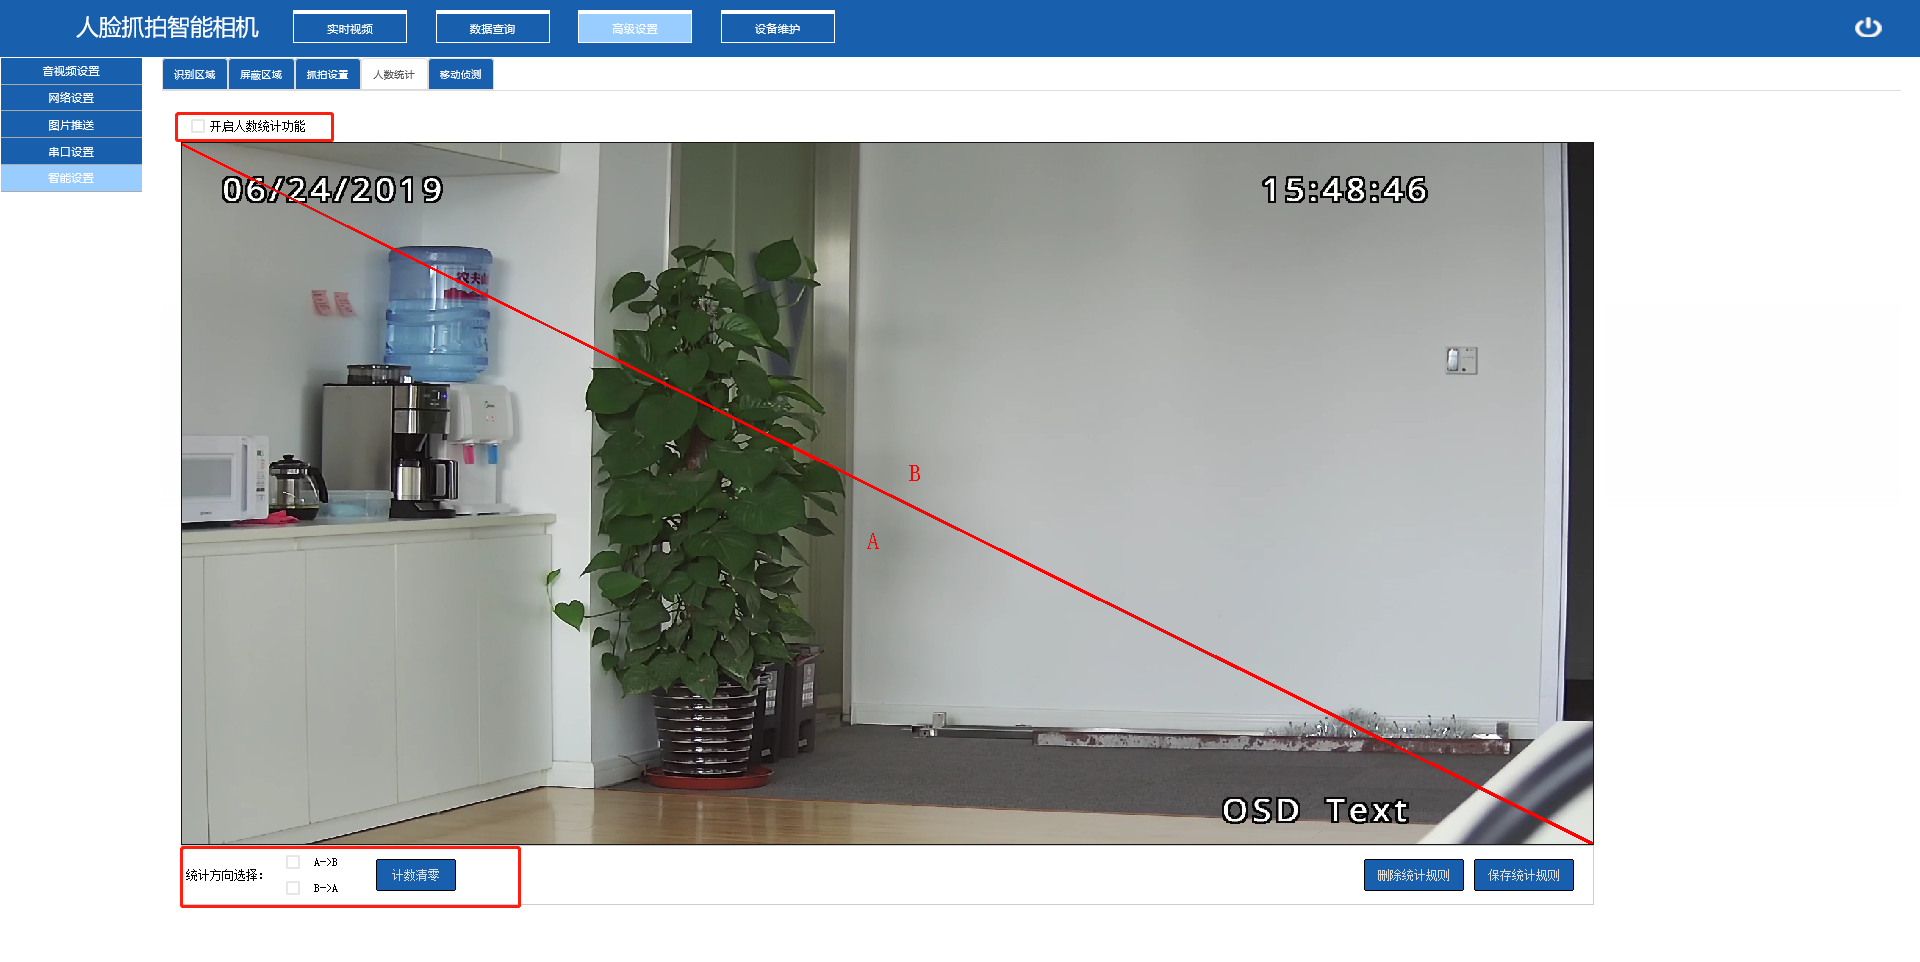 人脸抓拍智能相机
实时视频
数据查询
高级设置
设备维护
音视频设置
网络设置
图片推送
串口设置
智能设置
识别区域
屏蔽区域
抓拍设置
人数统计
移动侦测
开启人数统计功能
06/24/2019
15:48:46
农夫山
B
A
OSD Text
统计方向选择：
A->B
B->A
计数清零
删除统计规则
保存统计规则